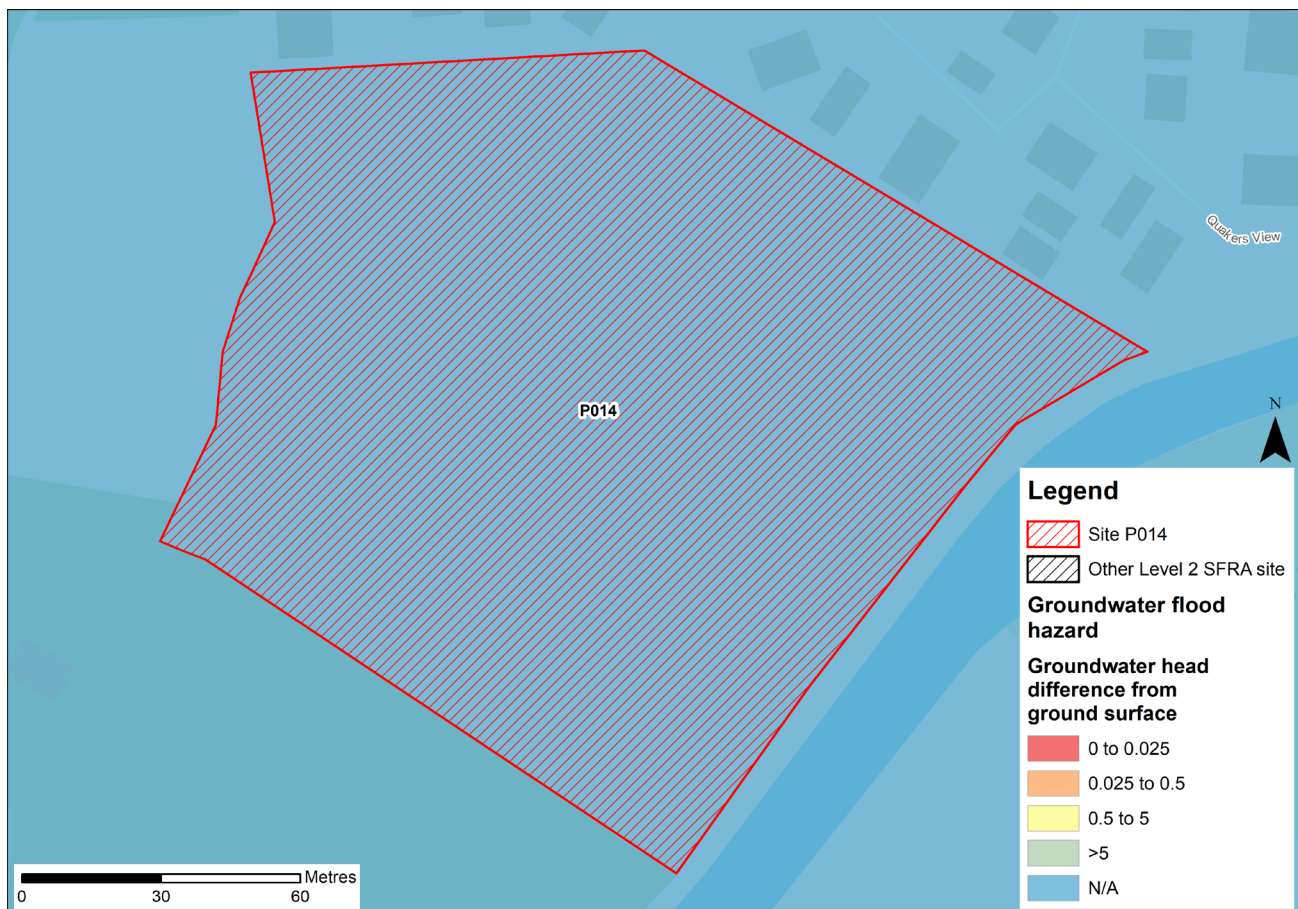 Quakers View
P014
N
Legend
Site P014
Other Level 2 SFRA site
Groundwater flood
hazard
Groundwater head
difference from
ground surface
0 to 0.025
0.025 to 0.5
0.5 to 5
>5
N/A
Metres
0 30 60